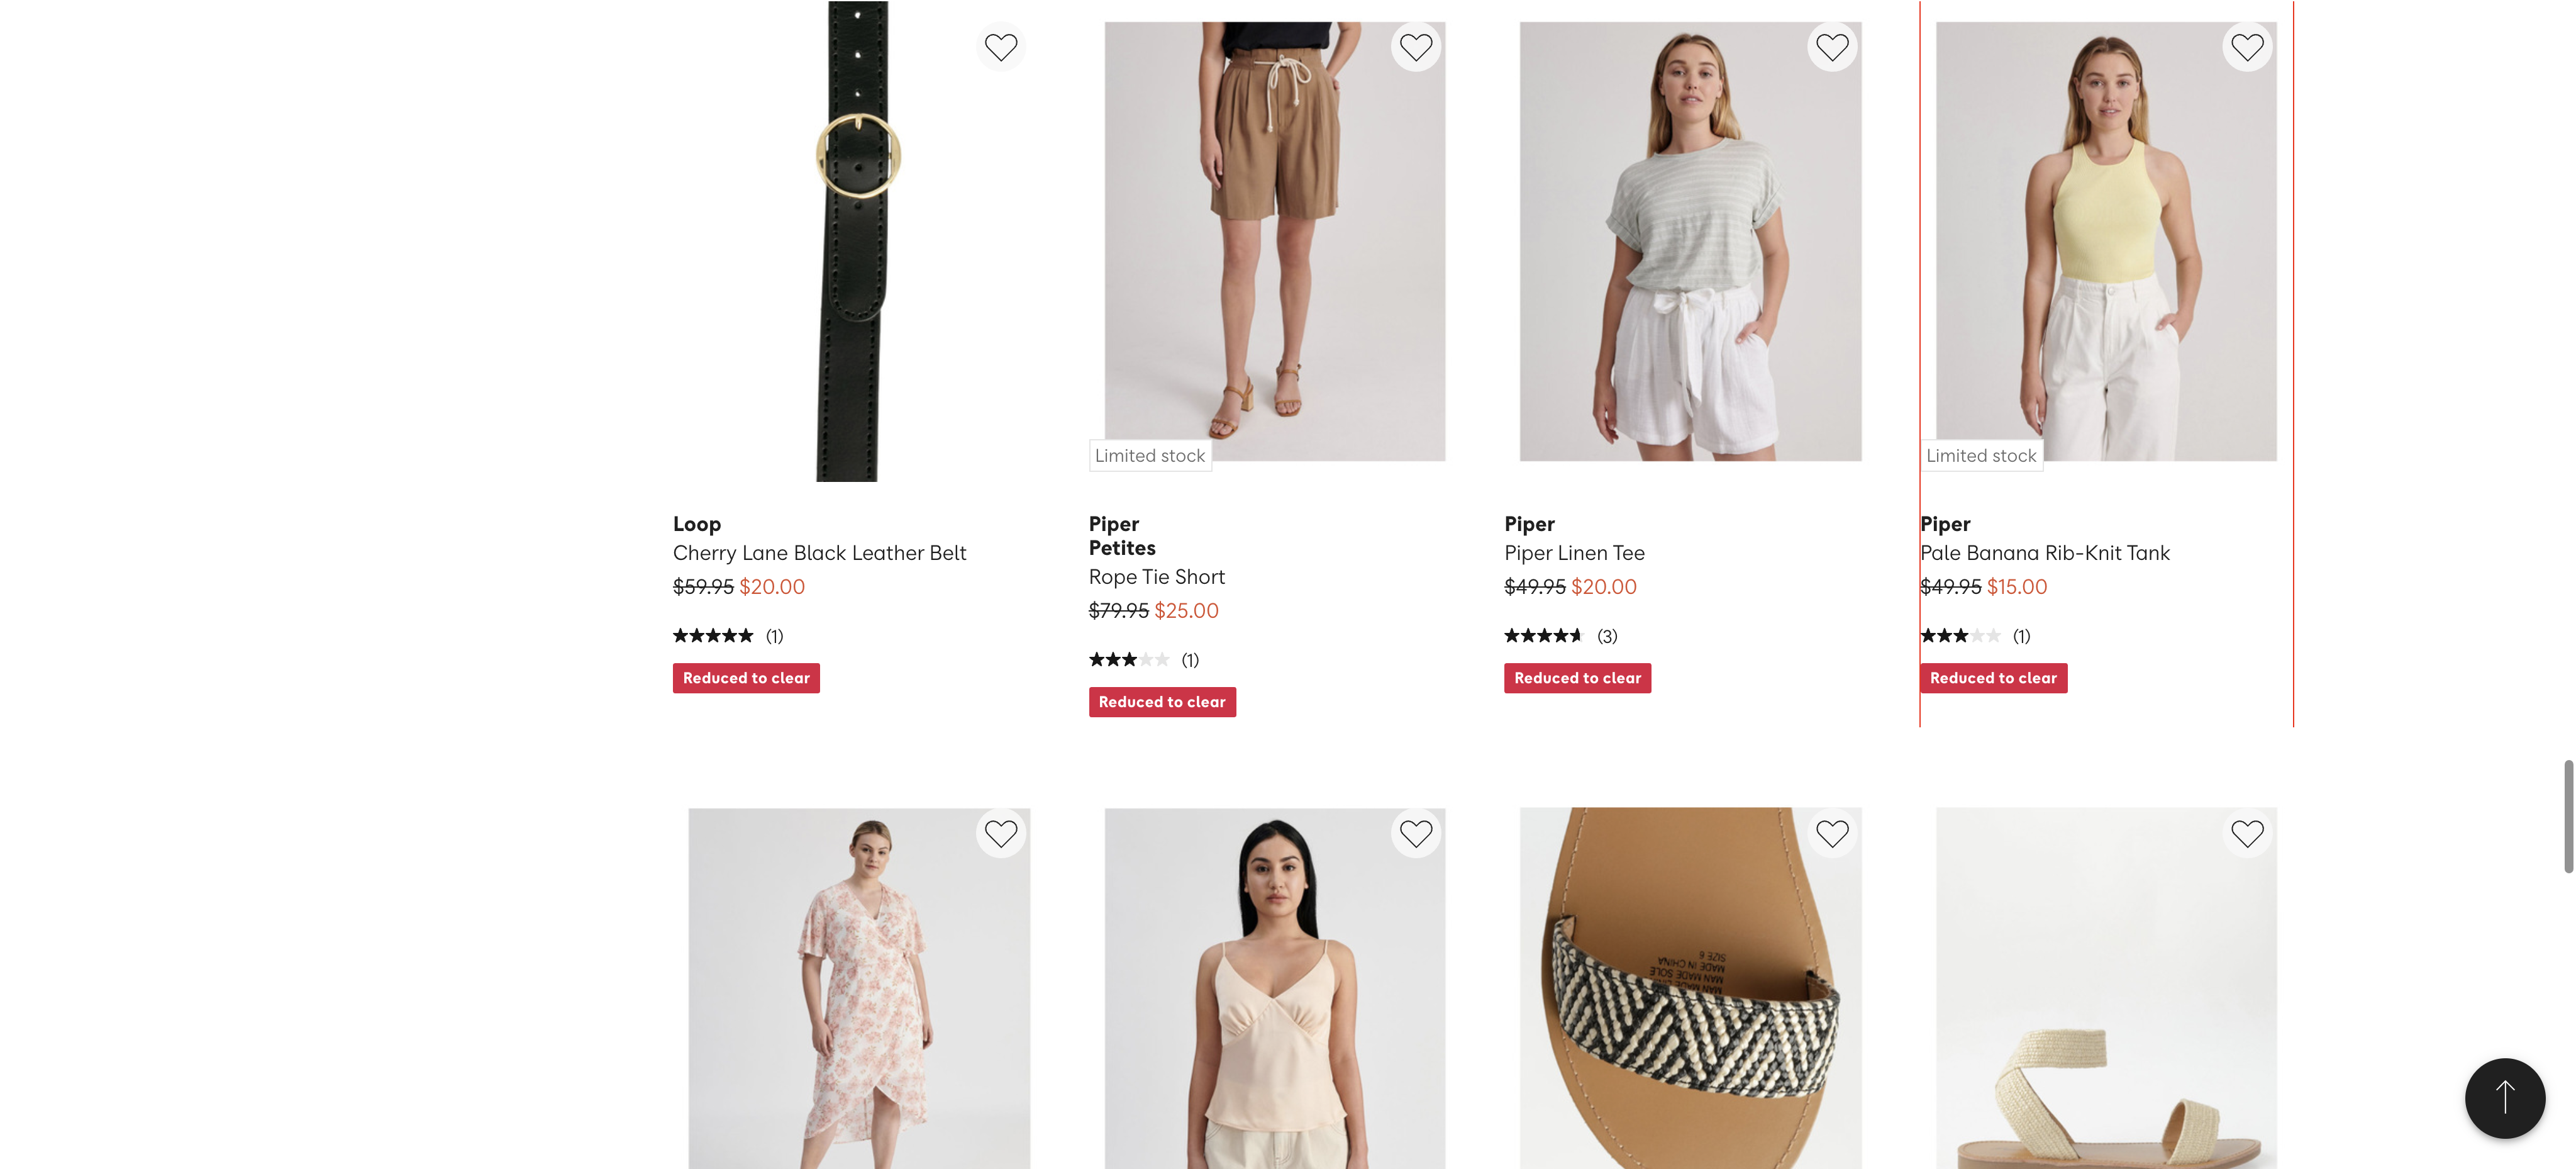 Limited stock
Limited stock
Loop
Cherry Lane Black Leather Belt
$59.95 $20.00
(1)
Reduced to clear
Piper
Petites
Rope Tie Short
$79.95 $25.00
(1)
Reduced to clear
Piper
Piper Linen Tee
$49.95 $20.00
(3)
Reduced to clear
Piper
Pale Banana Rib-Knit Tank
$49.95 $15.00
(1)
Reduced to clear
SIZE 6
MADE IN CHINA
MAN MADE SOLE
MAN MADE